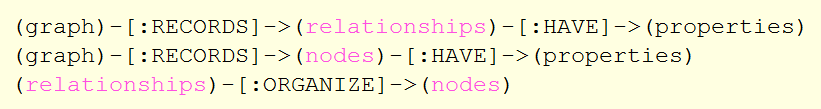 (graph)-[:RECORDS]->(relationships)-[:HAVE]->(properties)
(graph)-[:RECORDS]->(nodes)-[:HAVE]->(properties)
(relationships)-[:ORGANIZE]->(nodes)